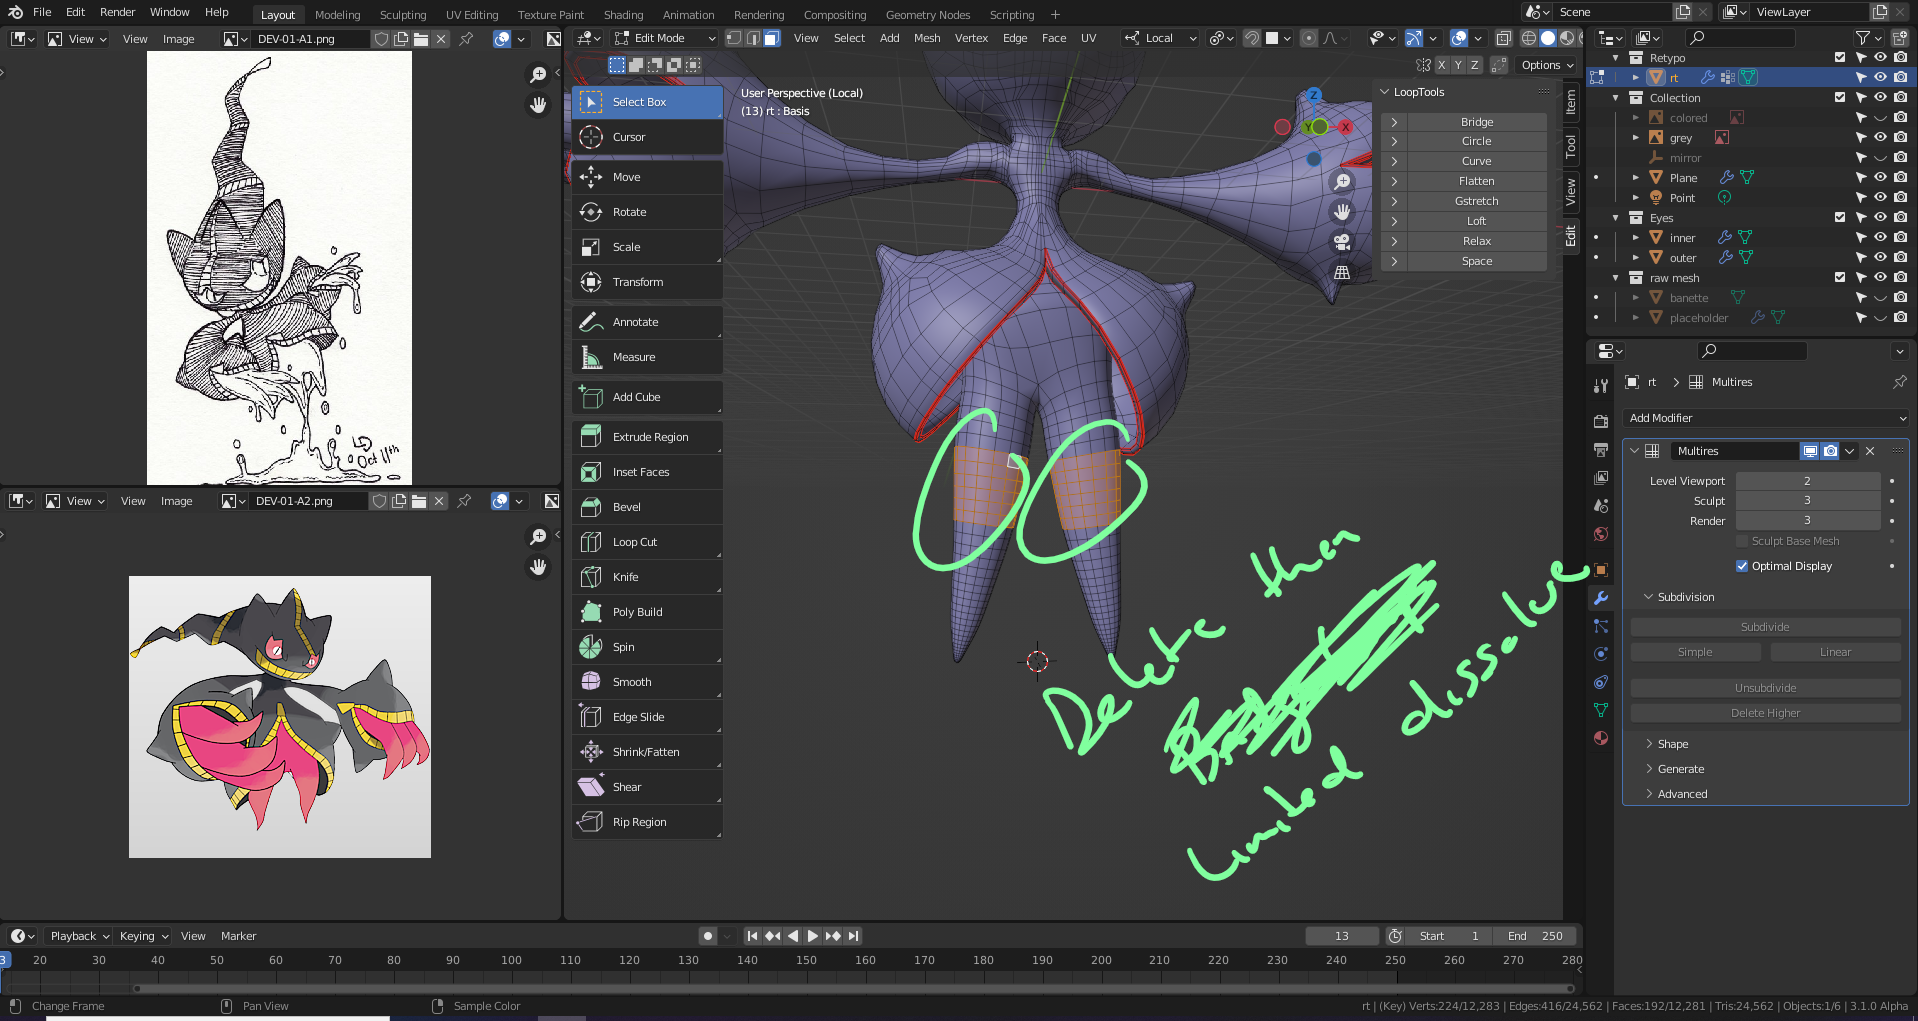 File Edit Render Window Help
Layout Modeling Sculpting UV Editing Texture Paint Shading Animation Rendering Compositing Geometry Nodes Scripting +
Scene
ViewLayer
View View Image DEV-01-A1.png
Edit Mode View Select Add Mesh Vertex Edge Face UV Local
X Y Z Options
Select Box
Cursor
Move
Rotate
Scale
Transform
Annotate
Measure
Add Cube
Extrude Region
Inset Faces
Bevel
Loop Cut
Knife
Poly Build
Spin
Smooth
Edge Slide
Shrink/Fatten
Shear
Rip Region
User Perspective (Local)
(13) rt : Basis
Z
Y X
LoopTools
Bridge
Circle
Curve
Flatten
Gstretch
Loft
Relax
Space
Item
Tool
View
Edit
Oct 11th
View View Image DEV-01-A2.png
Delete then
Limited dissolve
Retypo
rt
Collection
colored
grey
mirror
Plane
Point
Eyes
inner
outer
raw mesh
banette
placeholder
rt > Multires
Add Modifier
Multires
Level Viewport 2
Sculpt 3
Render 3
Sculpt Base Mesh
Optimal Display
Subdivision
Subdivide
Simple Linear
Unsubdivide
Delete Higher
Shape
Generate
Advanced
Playback Keying View Marker
13 Start 1 End 250
3 20 30 40 50 60 70 80 90 100 110 120 130 140 150 160 170 180 190 200 210 220 230 240 250 260 270 280
Change Frame Pan View Sample Color
rt | (Key) Verts:224/12,283 | Edges:416/24,562 | Faces:192/12,281 | Tris:24,562 | Objects:1/6 | 3.1.0 Alpha